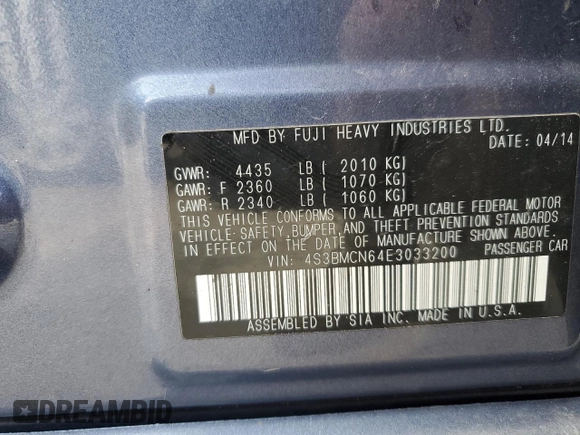 MFD BY FUJI HEAVY INDUSTRIES LTD.
DATE: 04/14
GVWR: 4435 LB ( 2010 KG)
GAWR: F 2360 LB ( 1070 KG)
GAWR: R 2340 LB ( 1060 KG)
THIS VEHICLE CONFORMS TO ALL APPLICABLE FEDERAL MOTOR
VEHICLE SAFETY, BUMPER, AND THEFT PREVENTION STANDARDS
IN EFFECT ON THE DATE OF MANUFACTURE SHOWN ABOVE.
VIN: 4S3BMCN64E3033200 PASSENGER CAR
ASSEMBLED BY SIA INC. MADE IN U.S.A.
DREAMBID